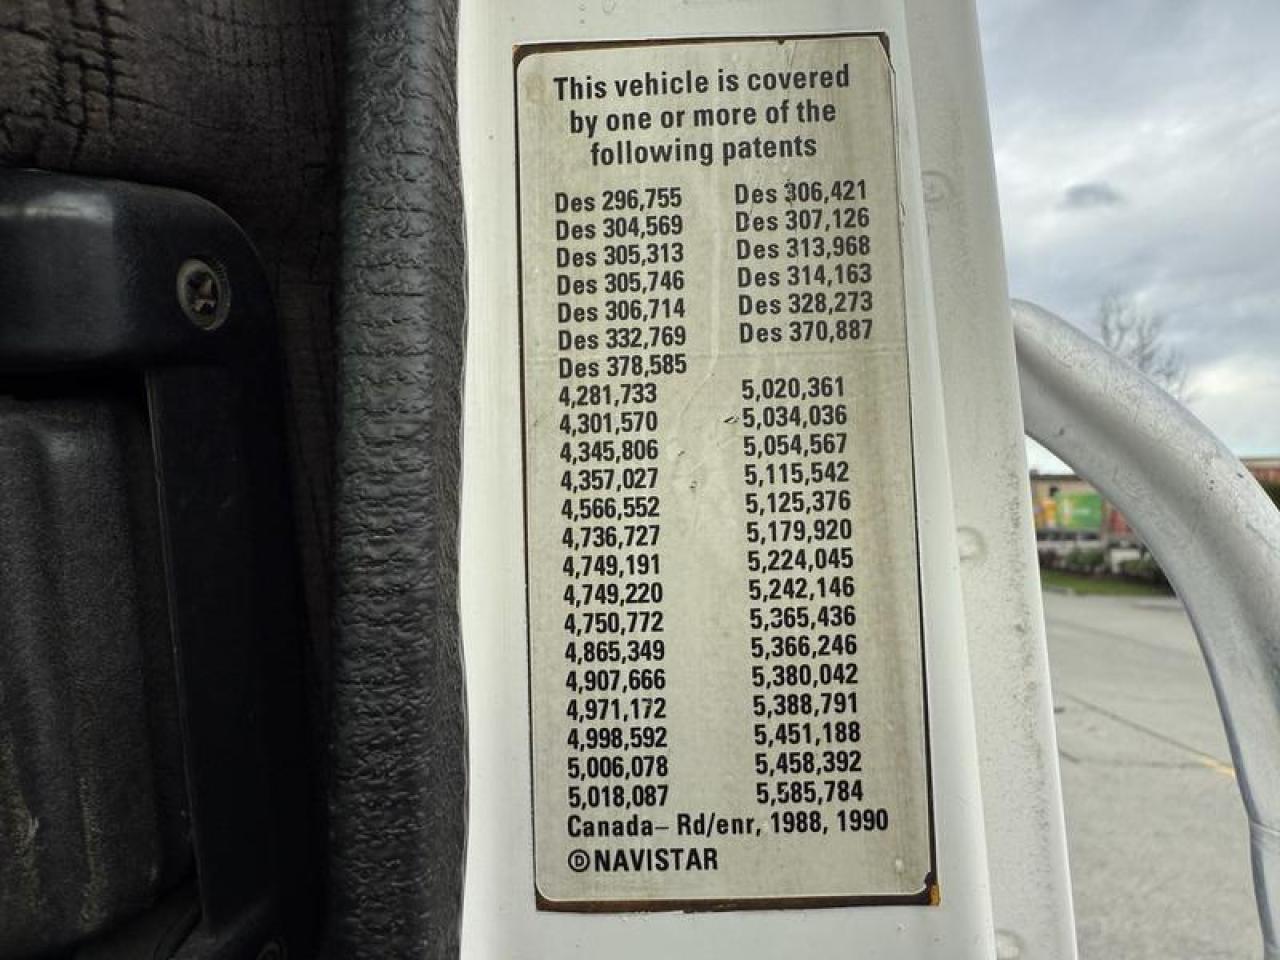 This vehicle is covered
by one or more of the
following patents
Des 296,755 Des 306,421
Des 304,569 Des 307,126
Des 305,313 Des 313,968
Des 305,746 Des 314,163
Des 306,714 Des 328,273
Des 332,769 Des 370,887
Des 378,585
4,281,733 5,020,361
4,301,570 5,034,036
4,345,806 5,054,567
4,357,027 5,115,542
4,566,552 5,125,376
4,736,727 5,179,920
4,749,191 5,224,045
4,749,220 5,242,146
4,750,772 5,365,436
4,865,349 5,366,246
4,907,666 5,380,042
4,971,172 5,388,791
4,998,592 5,451,188
5,006,078 5,458,392
5,018,087 5,585,784
Canada– Rd/enr, 1988, 1990
Ⓓ NAVISTAR